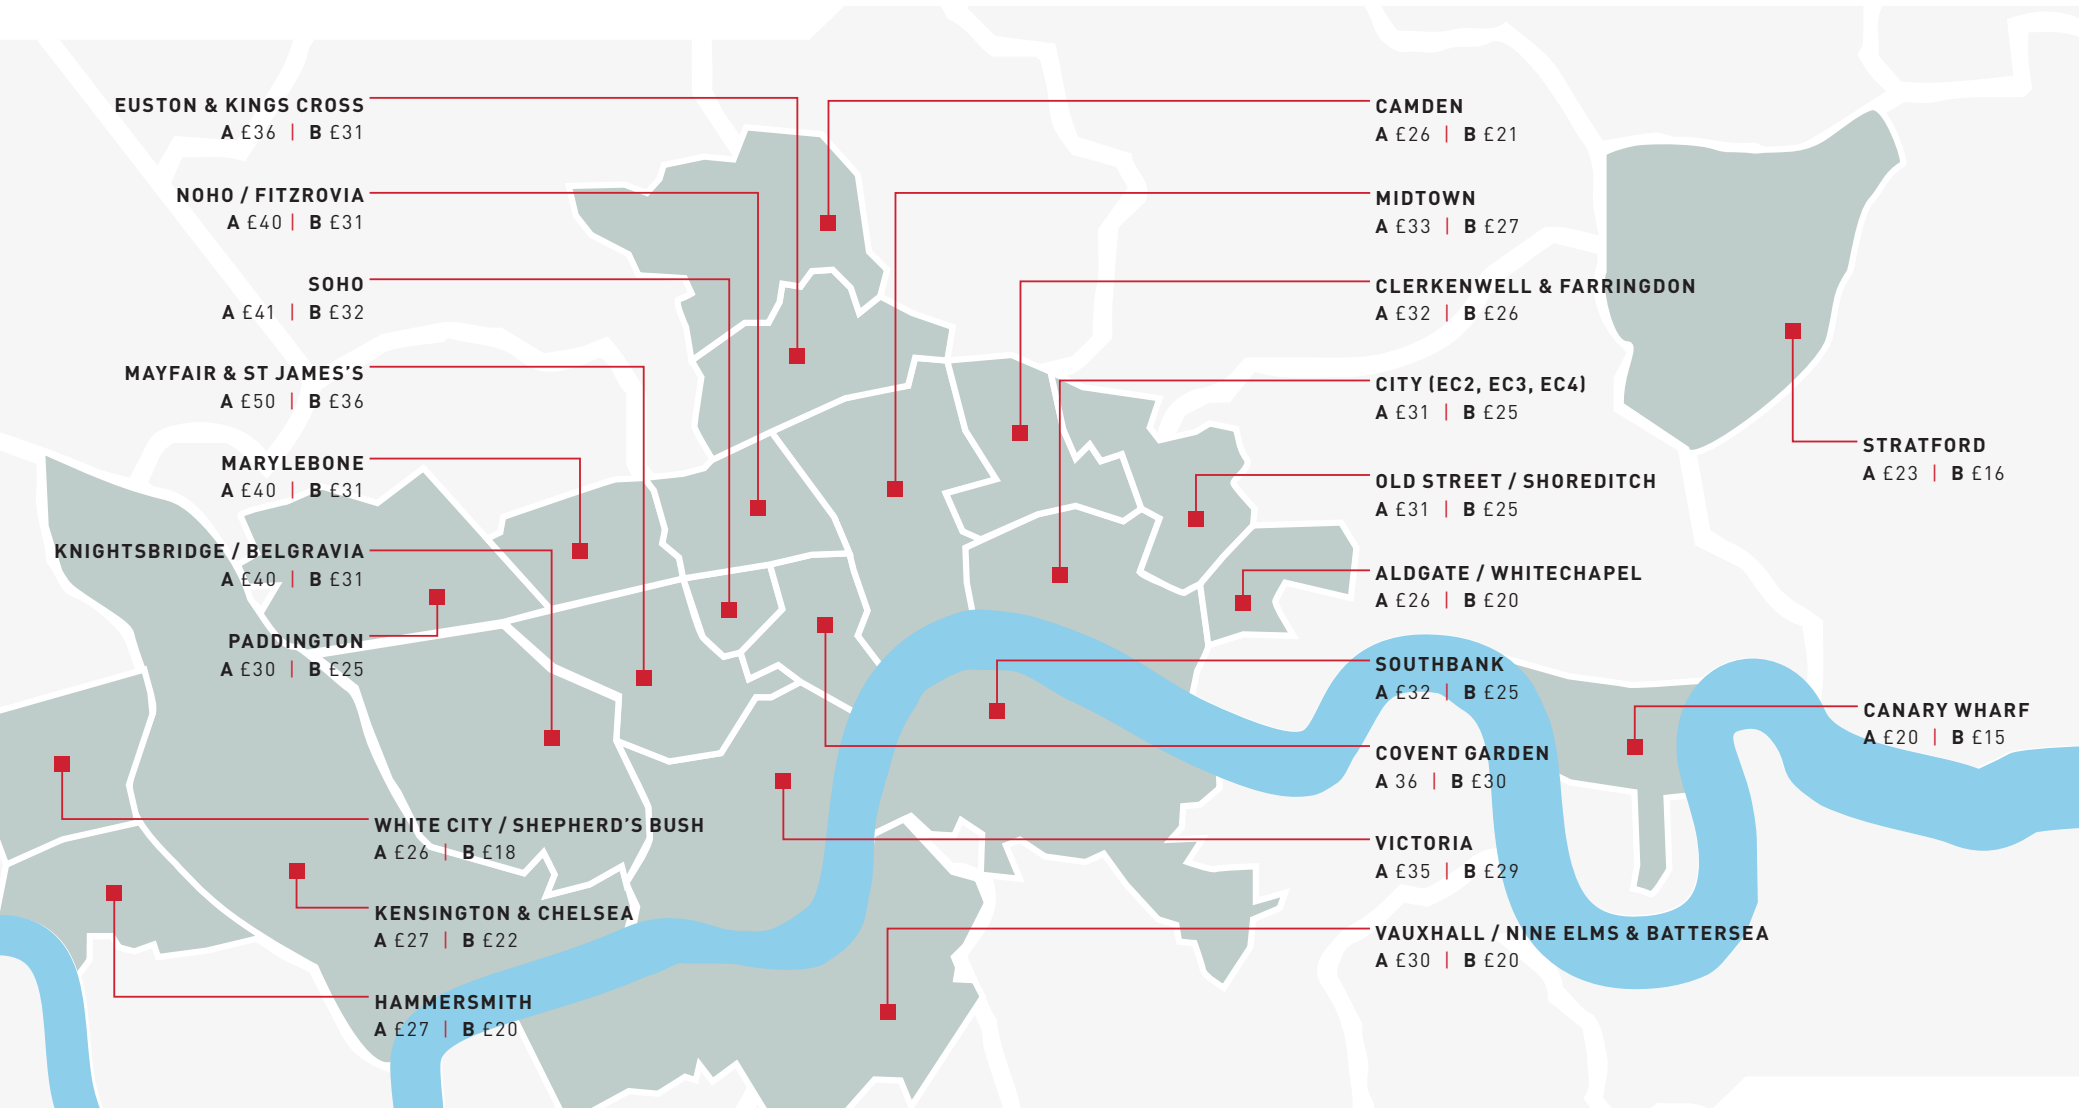 EUSTON & KINGS CROSS
A £36 | B £31
NOHO / FITZROVIA
A £40 | B £31
SOHO
A £41 | B £32
MAYFAIR & ST JAMES'S
A £50 | B £36
MARYLEBONE
A £40 | B £31
KNIGHTSBRIDGE / BELGRAVIA
A £40 | B £31
PADDINGTON
A £30 | B £25
WHITE CITY / SHEPHERD'S BUSH
A £26 | B £18
KENSINGTON & CHELSEA
A £27 | B £22
HAMMERSMITH
A £27 | B £20
CAMDEN
A £26 | B £21
MIDTOWN
A £33 | B £27
CLERKENWELL & FARRINGDON
A £32 | B £26
CITY (EC2, EC3, EC4)
A £31 | B £25
OLD STREET / SHOREDITCH
A £31 | B £25
ALDGATE / WHITECHAPEL
A £26 | B £20
SOUTHBANK
A £32 | B £25
COVENT GARDEN
A 36 | B £30
VICTORIA
A £35 | B £29
VAUXHALL / NINE ELMS & BATTERSEA
A £30 | B £20
STRATFORD
A £23 | B £16
CANARY WHARF
A £20 | B £15